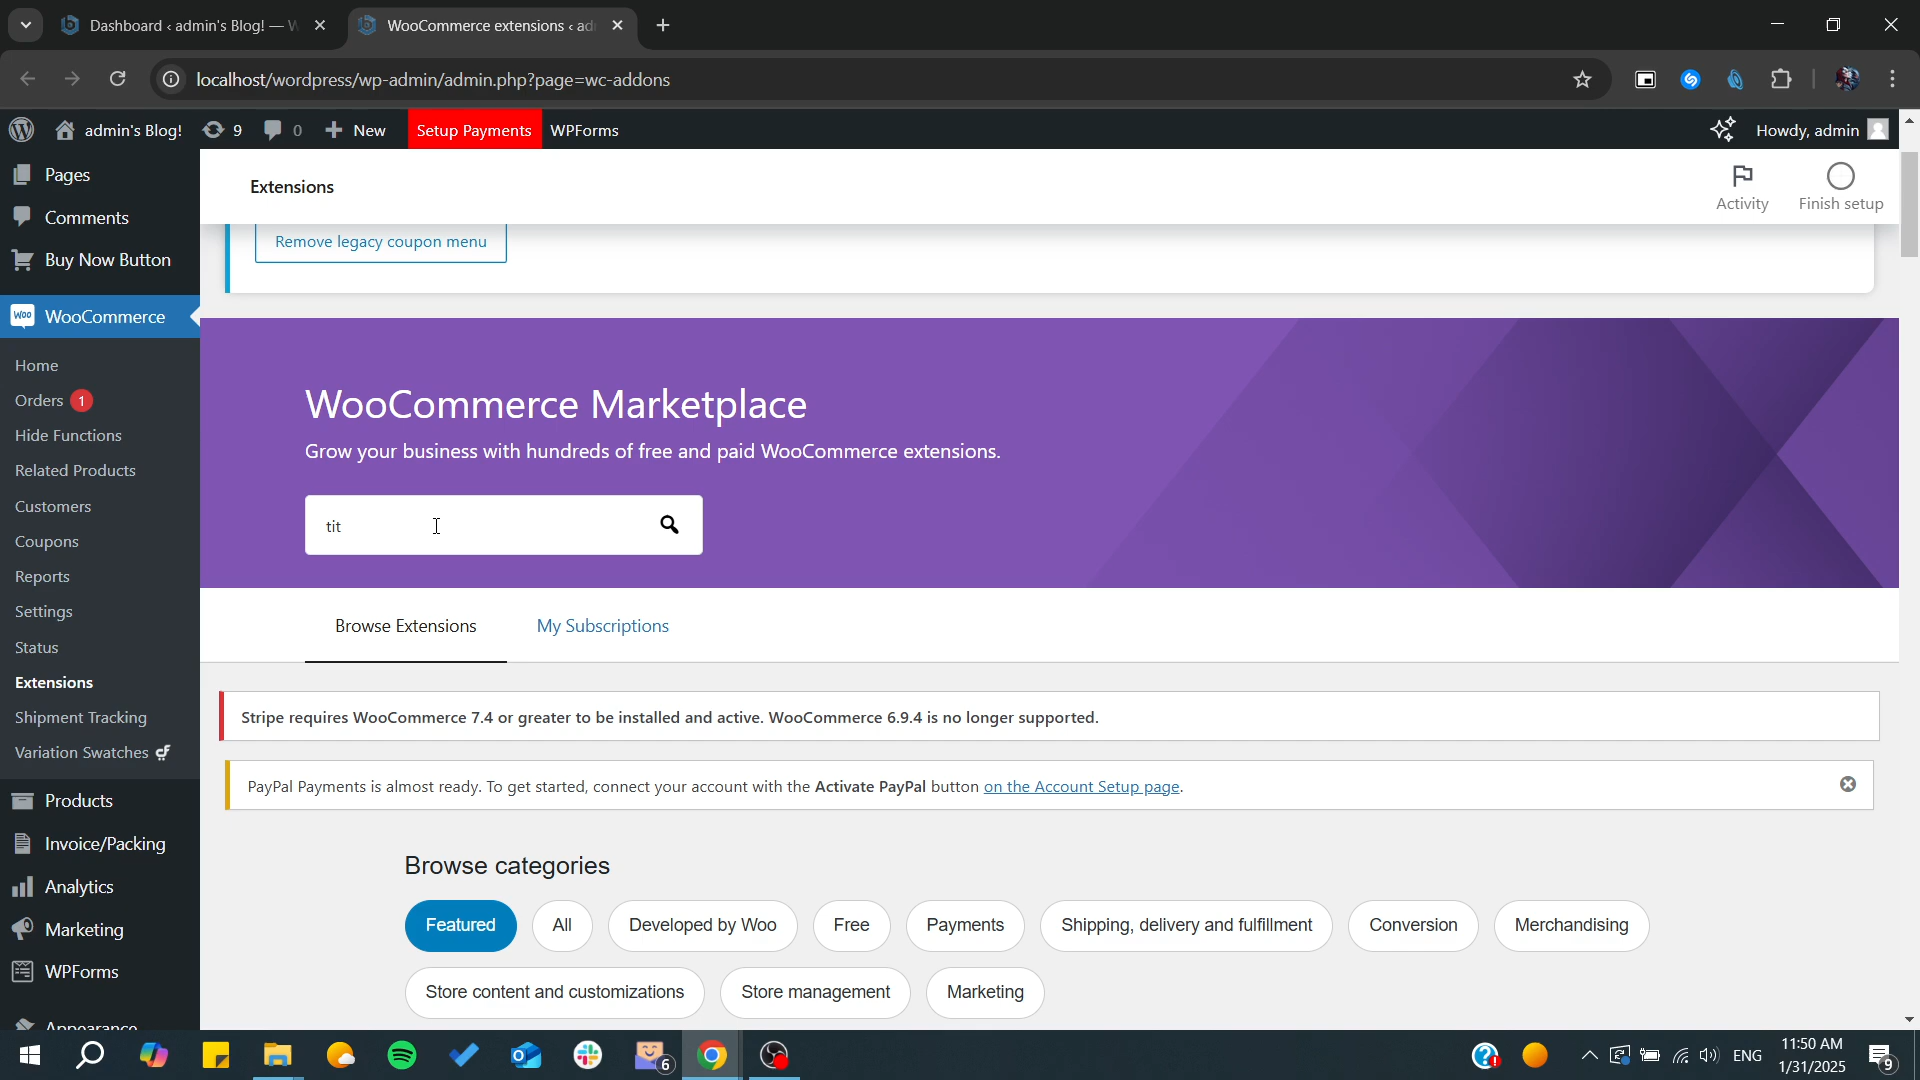 Dashboard ‹ admin's Blog! — W
WooCommerce extensions ‹ ad
localhost/wordpress/wp-admin/admin.php?page=wc-addons
admin's Blog!
9
0
New
Setup Payments
WPForms
Howdy, admin
Pages
Comments
Buy Now Button
Woo
WooCommerce
Home
Orders 1
Hide Functions
Related Products
Customers
Coupons
Reports
Settings
Status
Extensions
Shipment Tracking
Variation Swatches
Products
Invoice/Packing
Analytics
Marketing
WPForms
Appearance
Extensions
Activity
Finish setup
Remove legacy coupon menu
WooCommerce Marketplace
Grow your business with hundreds of free and paid WooCommerce extensions.
tit
Browse Extensions
My Subscriptions
Stripe requires WooCommerce 7.4 or greater to be installed and active. WooCommerce 6.9.4 is no longer supported.
PayPal Payments is almost ready. To get started, connect your account with the Activate PayPal button on the Account Setup page.
Browse categories
Featured
All
Developed by Woo
Free
Payments
Shipping, delivery and fulfillment
Conversion
Merchandising
Store content and customizations
Store management
Marketing
6
ENG
11:50 AM
1/31/2025
9